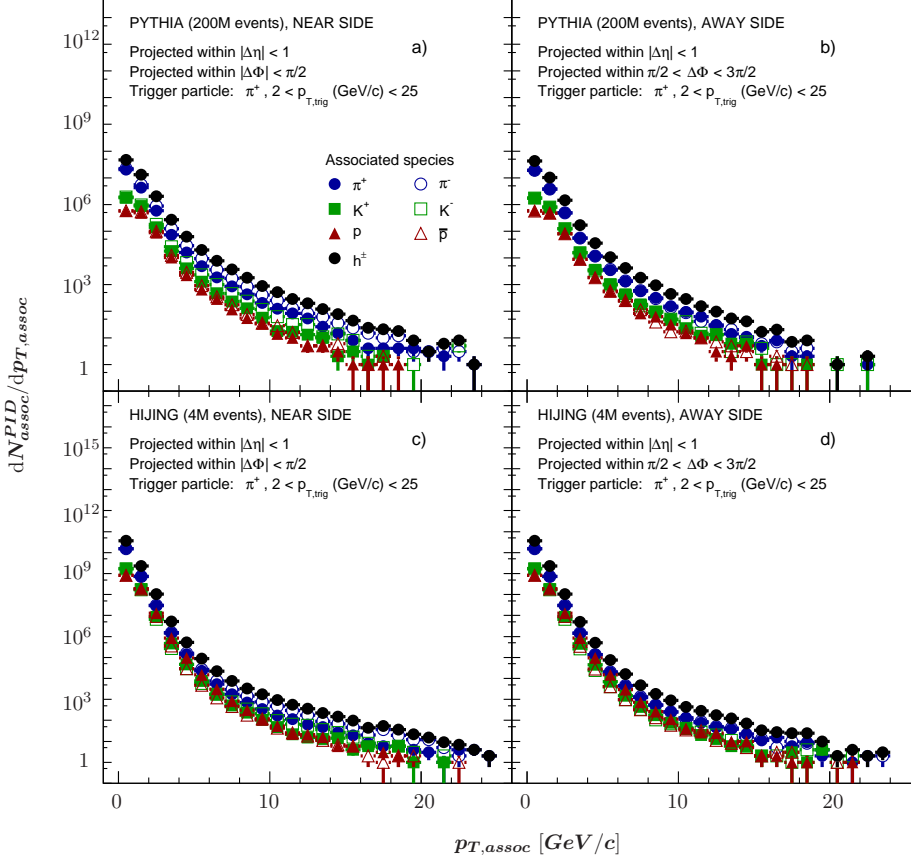 PYTHIA (200M events), NEAR SIDE
a)
Projected within |Δη| < 1
Projected within |ΔΦ| < π/2
Trigger particle: π⁺ , 2 < p_T,trig (GeV/c) < 25
Associated species
π⁺ π⁻
K⁺ K⁻
p p̅
h±
PYTHIA (200M events), AWAY SIDE
b)
Projected within |Δη| < 1
Projected within π/2 < ΔΦ < 3π/2
Trigger particle: π⁺ , 2 < p_T,trig (GeV/c) < 25
10¹²
10⁹
10⁶
10³
1
dN^PID_assoc/dp_T,assoc
HIJING (4M events), NEAR SIDE
c)
Projected within |Δη| < 1
Projected within |ΔΦ| < π/2
Trigger particle: π⁺ , 2 < p_T,trig (GeV/c) < 25
HIJING (4M events), AWAY SIDE
d)
Projected within |Δη| < 1
Projected within π/2 < ΔΦ < 3π/2
Trigger particle: π⁺ , 2 < p_T,trig (GeV/c) < 25
10¹⁵
10¹²
10⁹
10⁶
10³
1
0 10 20 0 10 20
p_T,assoc [GeV/c]